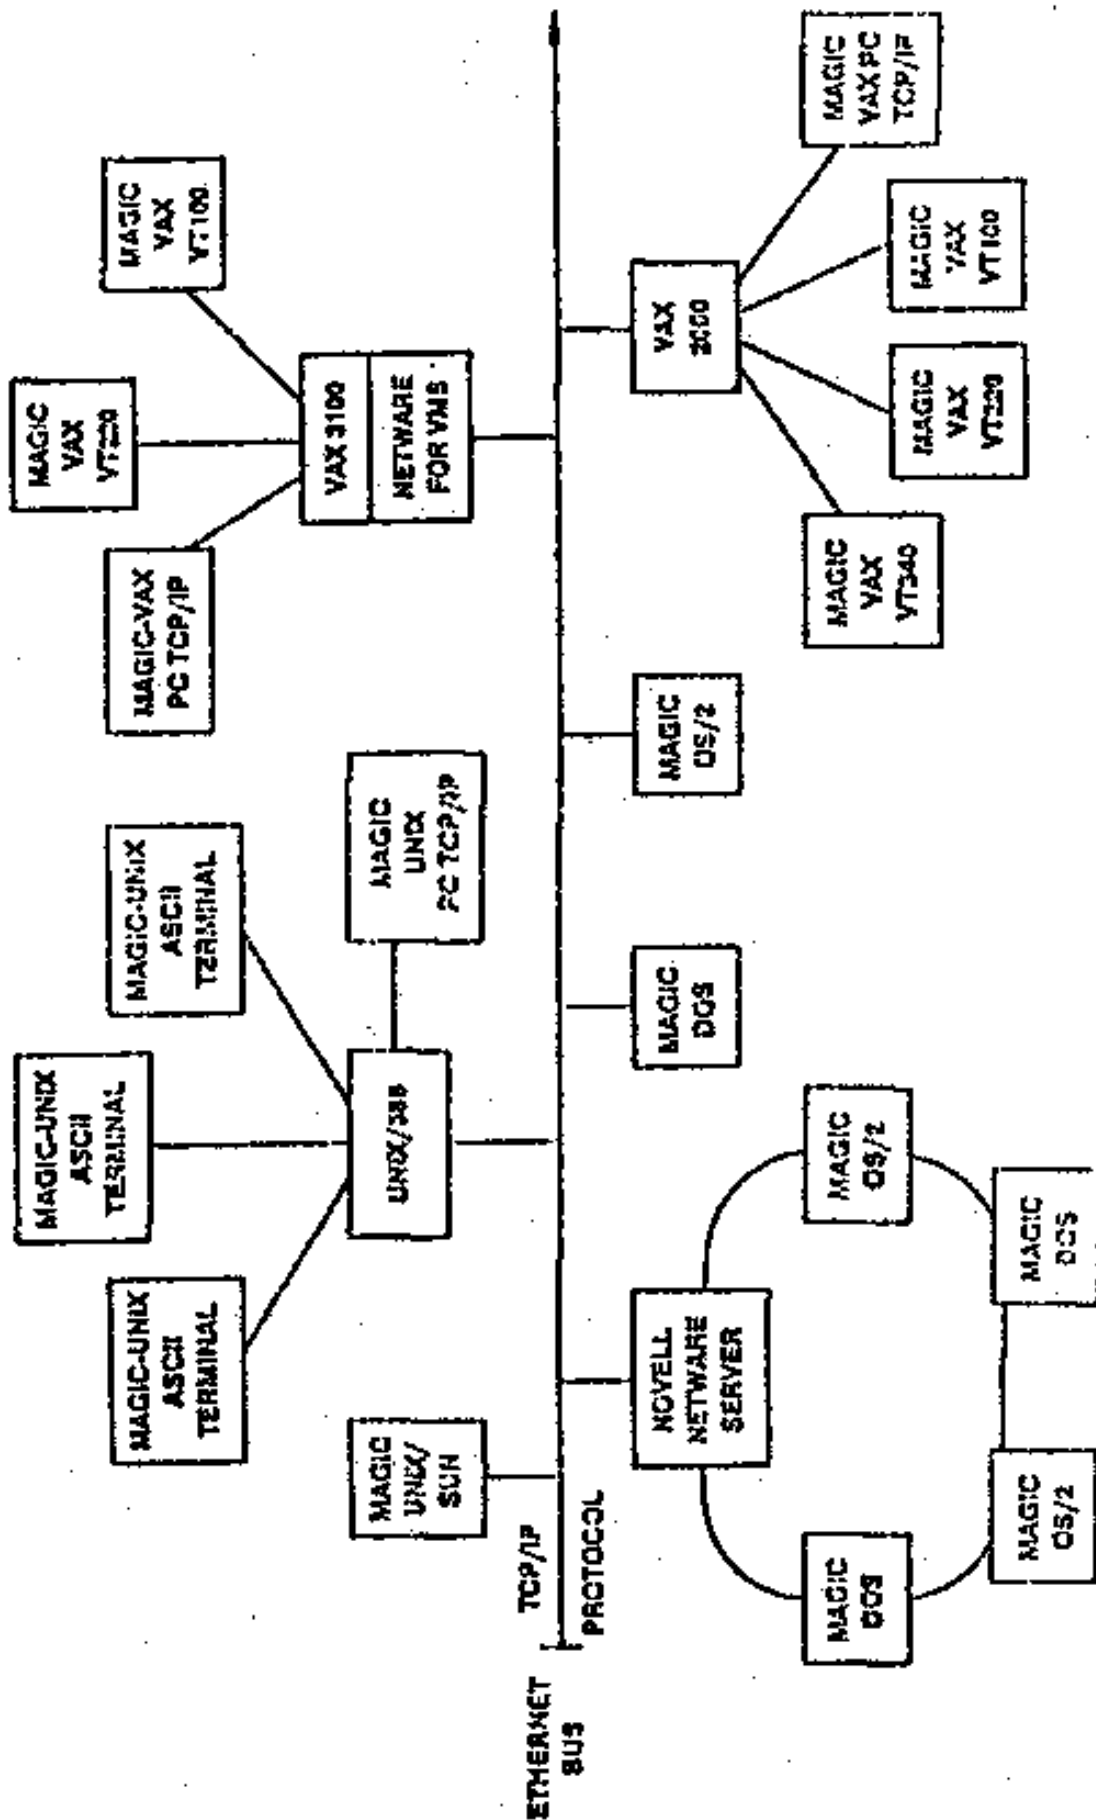 MAGIC-UNIX
ASCII
TERMINAL
MAGIC-UNIX
ASCII
TERMINAL
MAGIC-UNIX
ASCII
TERMINAL
MAGIC
VAX
VT220
MAGIC-VAX
PC TCP/IP
MAGIC
VAX
VT100
MAGIC
UNIX/
SUN
UNIX/386
MAGIC
UNIX
PC TCP/IP
VAX 3100
NETWARE
FOR VMS
ETHERNET
BUS
TCP/IP
PROTOCOL
NOVELL
NETWARE
SERVER
MAGIC
DOS
MAGIC
OS/2
VAX
2000
MAGIC
DOS
MAGIC
OS/2
MAGIC
VAX
VT340
MAGIC
VAX PC
TCP/IP
MAGIC
VAX
VT220
MAGIC
VAX
VT100
MAGIC
OS/2
MAGIC
DOS